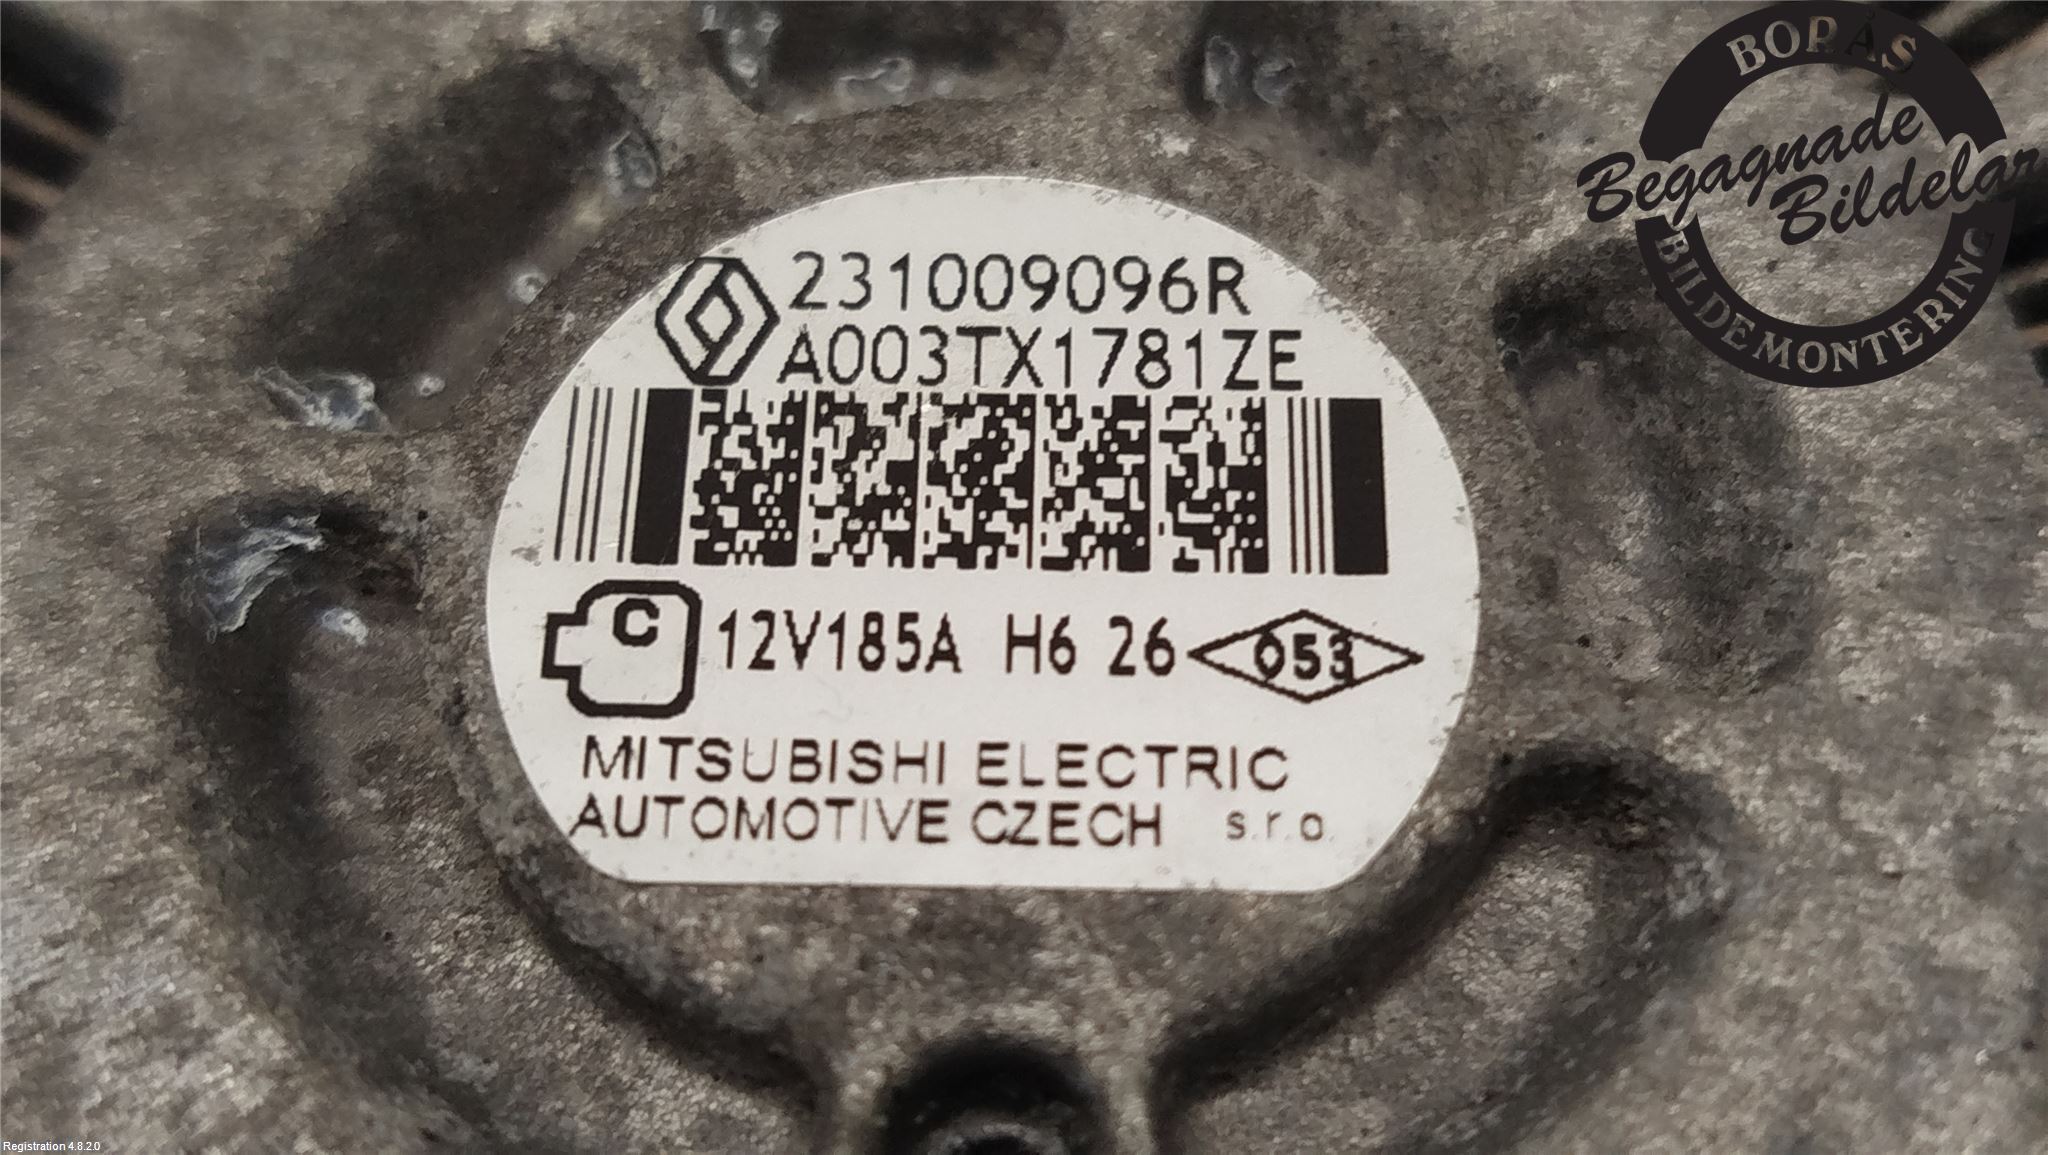 231009096R
A003TX1781ZE
C 12V185A H6 26 053
MITSUBISHI ELECTRIC
AUTOMOTIVE CZECH s.r.o.
BORÅS
Begagnade
Bildelar
BILDEMONTERING
Registration 4.8.2.0